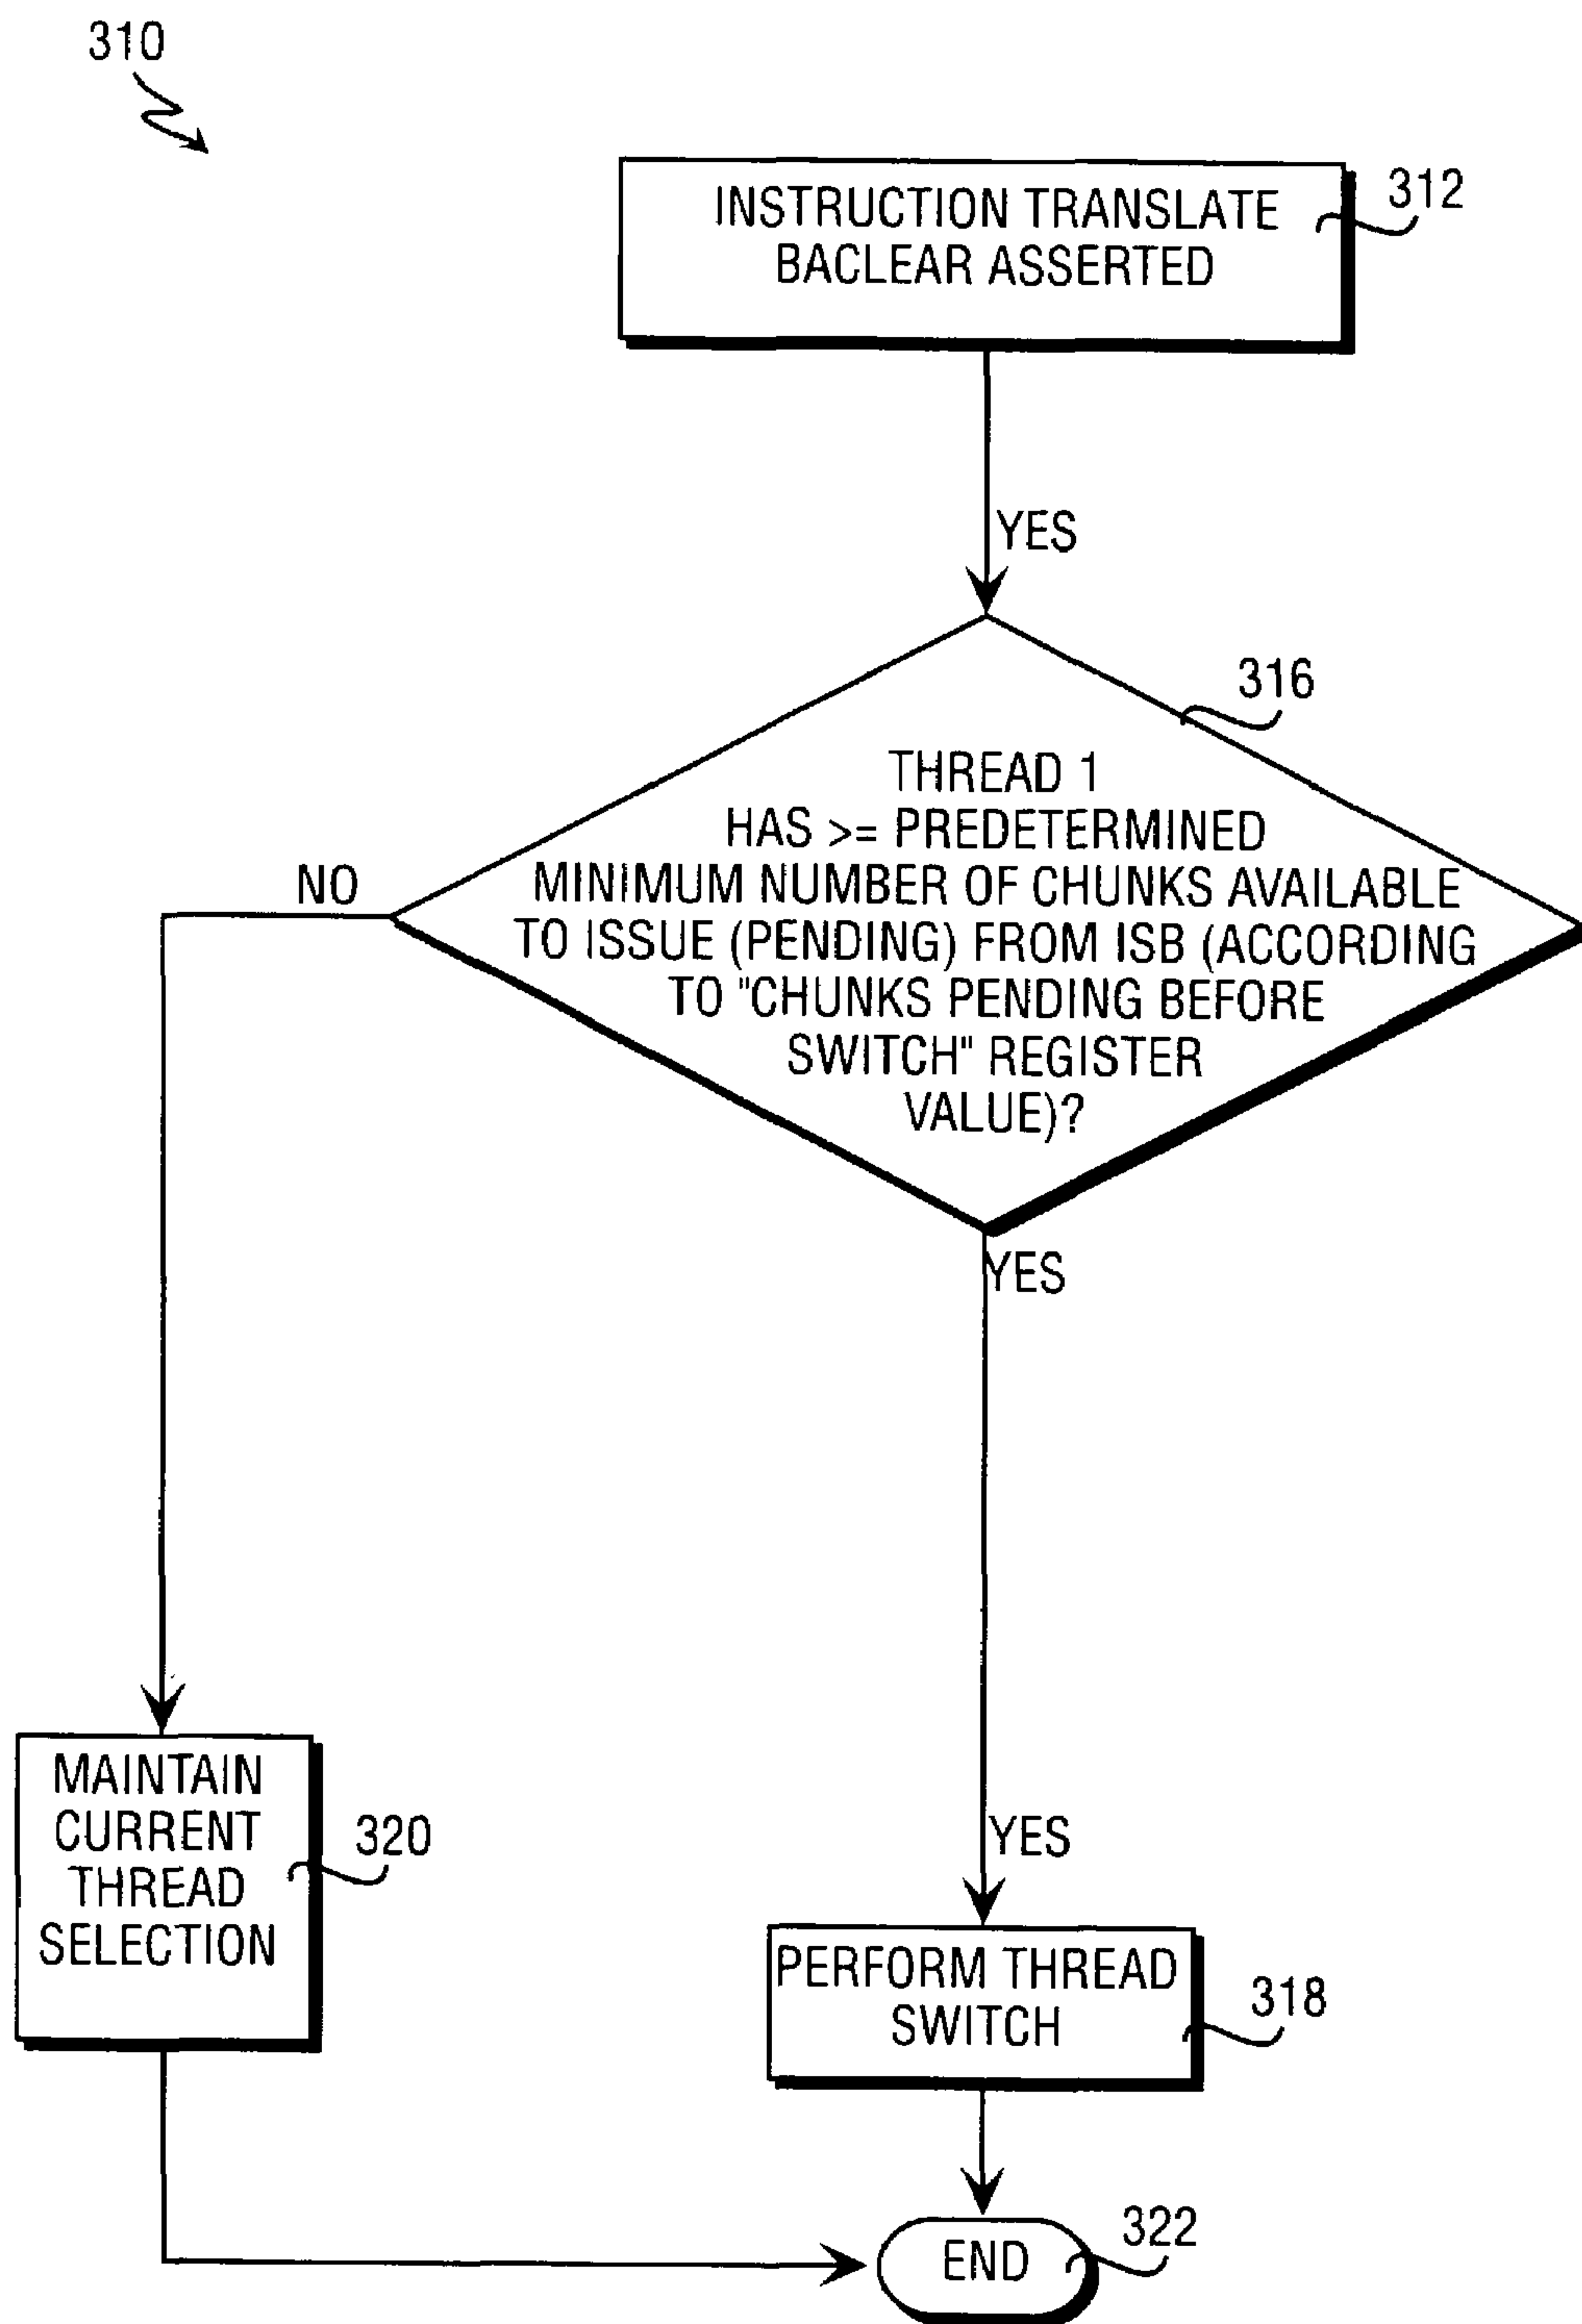 310
INSTRUCTION TRANSLATE
BACLEAR ASSERTED
312
YES
316
THREAD 1
HAS >= PREDETERMINED
MINIMUM NUMBER OF CHUNKS AVAILABLE
TO ISSUE (PENDING) FROM ISB (ACCORDING
TO "CHUNKS PENDING BEFORE
SWITCH" REGISTER
VALUE)?
NO
YES
MAINTAIN
CURRENT
THREAD
SELECTION
320
YES
PERFORM THREAD
SWITCH
318
END
322